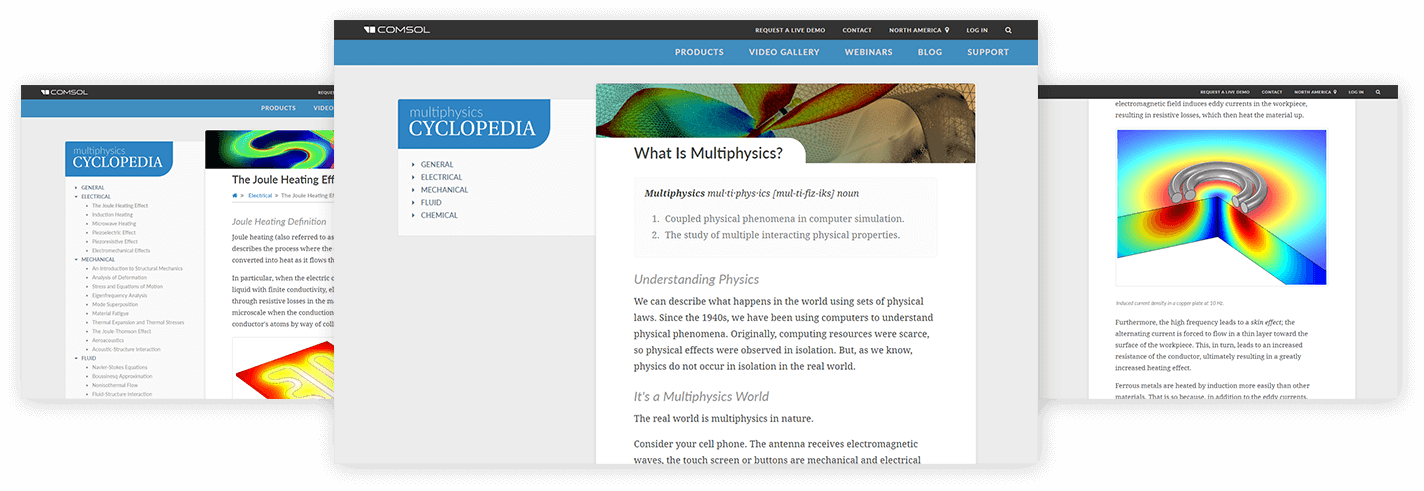 COMSOL
REQUEST A LIVE DEMO CONTACT NORTH AMERICA LOG IN
PRODUCTS VIDEO GALLERY WEBINARS BLOG SUPPORT
multiphysics
CYCLOPEDIA
GENERAL
ELECTRICAL
MECHANICAL
FLUID
CHEMICAL
What Is Multiphysics?
Multiphysics mul·ti·phys·ics [mul-ti-fiz-iks] noun
1. Coupled physical phenomena in computer simulation.
2. The study of multiple interacting physical properties.
Understanding Physics
We can describe what happens in the world using sets of physical
laws. Since the 1940s, we have been using computers to understand
physical phenomena. Originally, computing resources were scarce,
so physical effects were observed in isolation. But, as we know,
physics do not occur in isolation in the real world.
It's a Multiphysics World
The real world is multiphysics in nature.
Consider your cell phone. The antenna receives electromagnetic
waves, the touch screen or buttons are mechanical and electrical
COMSOL
REQUE
PRODUCTS VIDEO
multiphysics
CYCLOPEDIA
GENERAL
ELECTRICAL
The Joule Heating Effect
Induction Heating
Microwave Heating
Piezoelectric Effect
Piezoresistive Effect
Electromechanical Effects
MECHANICAL
An Introduction to Structural Mechanics
Analysis of Deformation
Stress and Equations of Motion
Eigenfrequency Analysis
Mode Superposition
Material Fatigue
Thermal Expansion and Thermal Stresses
The Joule-Thomson Effect
Aeroacoustics
Acoustic-Structure Interaction
FLUID
Navier-Stokes Equations
Boussinesq Approximation
Nonisothermal Flow
Fluid-Structure Interaction
The Joule Heating Eff
> Electrical > The Joule Heating Ef
Joule Heating Definition
Joule heating (also referred to as
describes the process where the
converted into heat as it flows th
In particular, when the electric c
liquid with finite conductivity, el
through resistive losses in the ma
microscale when the conduction
conductor's atoms by way of coll
REQUEST A LIVE DEMO CONTACT NORTH AMERICA LOG IN
electromagnetic field induces eddy currents in the workpiece,
resulting in resistive losses, which then heat the material up.
Induced current density in a copper plate at 10 Hz.
Furthermore, the high frequency leads to a skin effect; the
alternating current is forced to flow in a thin layer toward the
surface of the workpiece. This, in turn, leads to an increased
resistance of the conductor, ultimately resulting in a greatly
increased heating effect.
Ferrous metals are heated by induction more easily than other
materials. That is so because, in addition to the eddy currents,